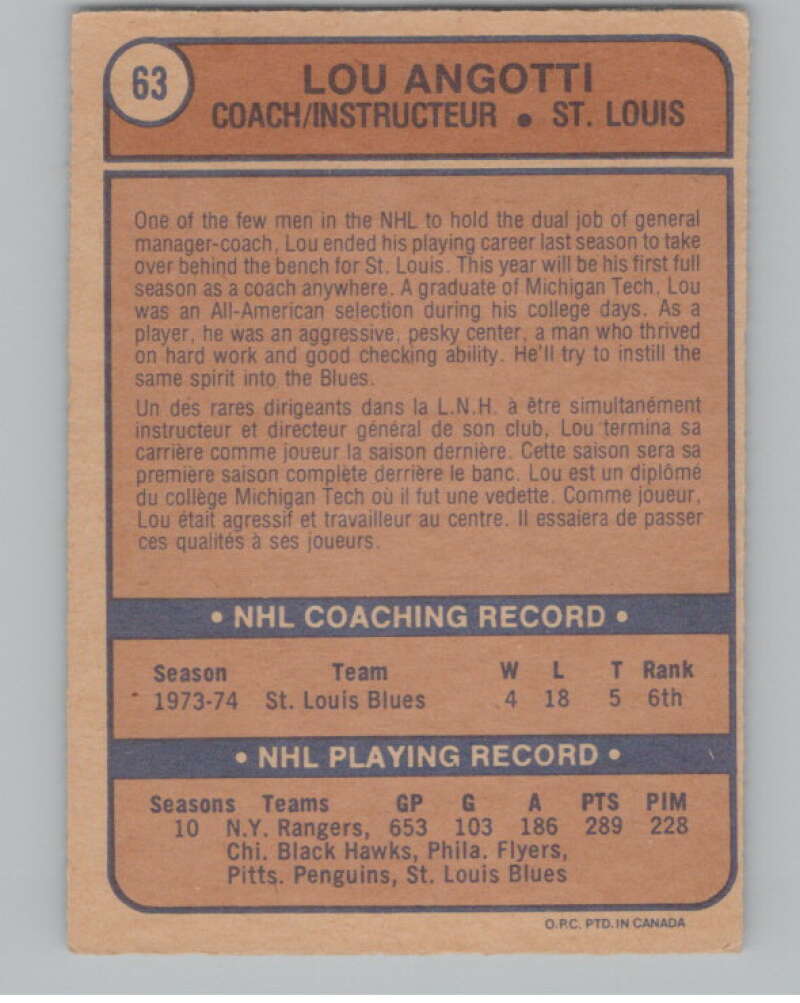 63
LOU ANGOTTI
COACH/INSTRUCTEUR • ST. LOUIS
One of the few men in the NHL to hold the dual job of general
manager-coach, Lou ended his playing career last season to take
over behind the bench for St. Louis. This year will be his first full
season as a coach anywhere. A graduate of Michigan Tech, Lou
was an All-American selection during his college days. As a
player, he was an aggressive, pesky center, a man who thrived
on hard work and good checking ability. He'll try to instill the
same spirit into the Blues.
Un des rares dirigeants dans la L.N.H. à être simultanément
instructeur et directeur général de son club, Lou termina sa
carrière comme joueur la saison dernière. Cette saison sera sa
première saison complète derrière le banc. Lou est un diplômé
du collège Michigan Tech où il fut une vedette. Comme joueur,
Lou était agressif et travailleur au centre. Il essaiera de passer
ces qualités à ses joueurs.
• NHL COACHING RECORD •
Season Team W L T Rank
1973-74 St. Louis Blues 4 18 5 6th
• NHL PLAYING RECORD •
Seasons Teams GP G A PTS PIM
10 N.Y. Rangers, 653 103 186 289 228
Chi. Black Hawks, Phila. Flyers,
Pitts. Penguins, St. Louis Blues
O.P.C. PTD. IN CANADA